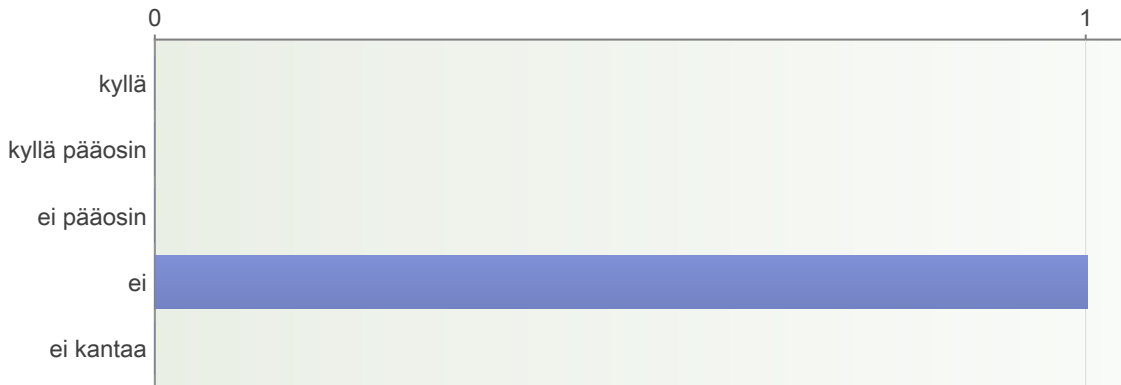 0 1
kyllä
kyllä pääosin
ei pääosin
ei
ei kantaa